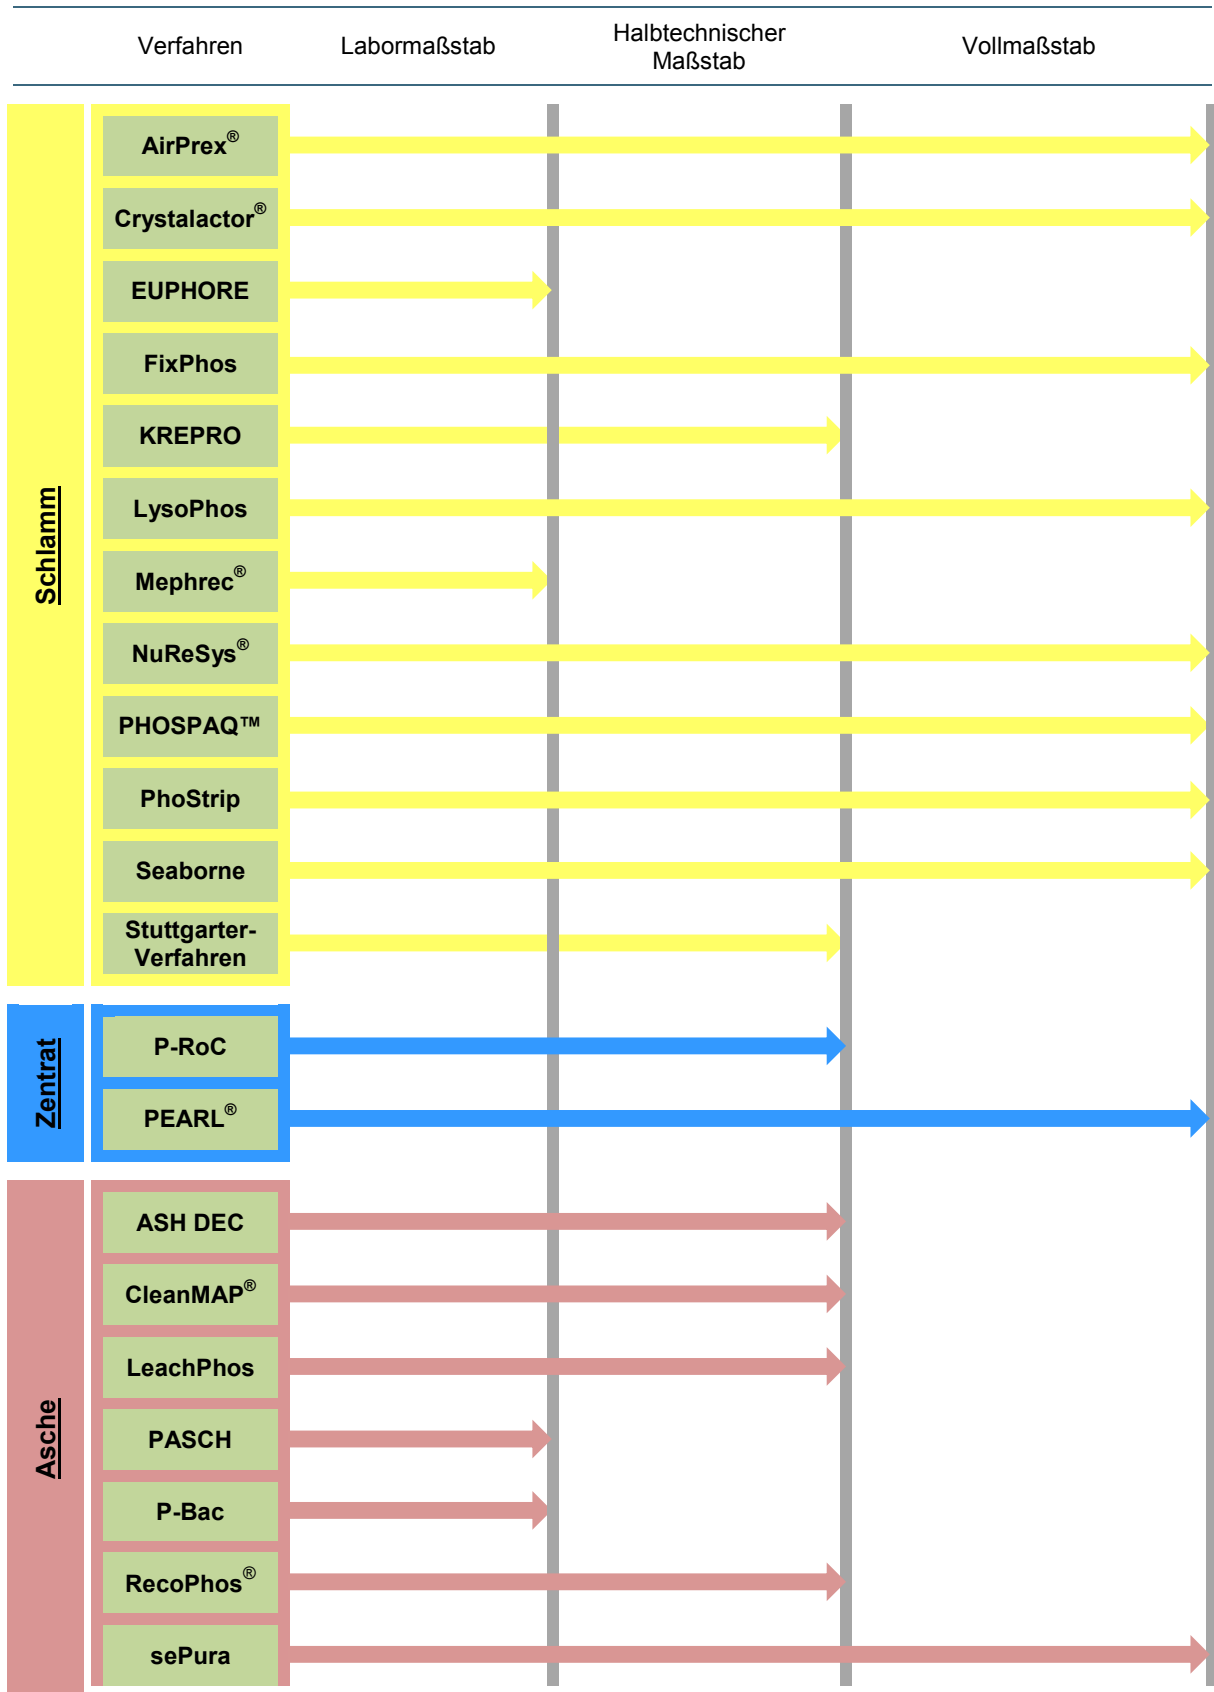 Verfahren
Labormaßstab
Halbtechnischer
Maßstab
Vollmaßstab
Schlamm
AirPrex®
Crystalactor®
EUPHORE
FixPhos
KREPRO
LysoPhos
Mephrec®
NuReSys®
PHOSPAQ™
PhoStrip
Seaborne
Stuttgarter-
Verfahren
Zentrat
P-RoC
PEARL®
Asche
ASH DEC
CleanMAP®
LeachPhos
PASCH
P-Bac
RecoPhos®
sePura